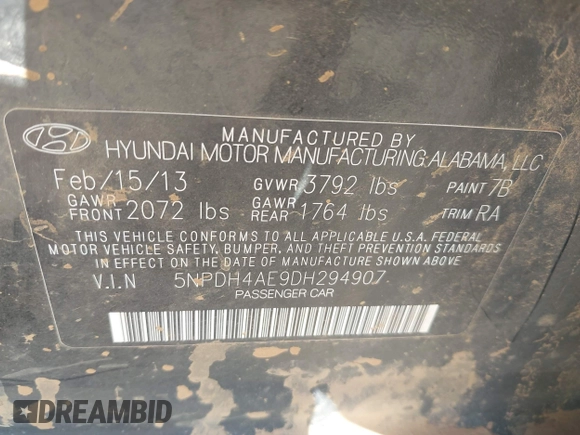 MANUFACTURED BY
HYUNDAI MOTOR MANUFACTURING ALABAMA, LLC
Feb/15/13 GVWR 3792 lbs PAINT 7B
GAWR FRONT 2072 lbs GAWR REAR 1764 lbs TRIM RA
THIS VEHICLE CONFORMS TO ALL APPLICABLE U.S.A. FEDERAL
MOTOR VEHICLE SAFETY, BUMPER, AND THEFT PREVENTION STANDARDS
IN EFFECT ON THE DATE OF MANUFACTURE SHOWN ABOVE.
V.I.N 5NPDH4AE9DH294907
PASSENGER CAR
DREAMBID